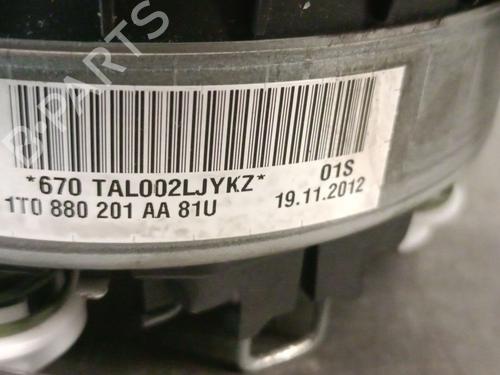 B-PARTS
*670 TAL002LJYKZ* 01S
1T0 880 201 AA 81U 19.11.2012